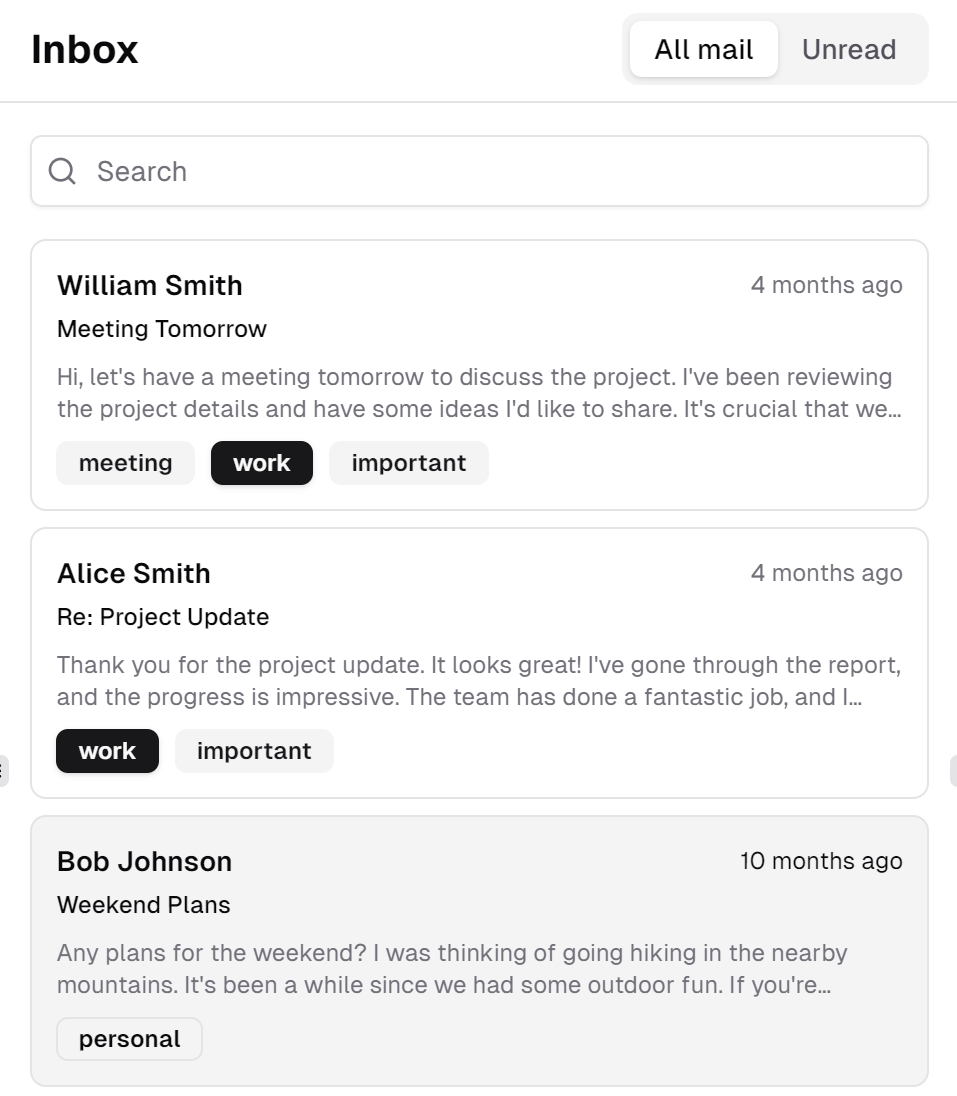 Inbox
All mail
Unread
Search
William Smith
4 months ago
Meeting Tomorrow
Hi, let's have a meeting tomorrow to discuss the project. I've been reviewing
the project details and have some ideas I'd like to share. It's crucial that we...
meeting
work
important
Alice Smith
4 months ago
Re: Project Update
Thank you for the project update. It looks great! I've gone through the report,
and the progress is impressive. The team has done a fantastic job, and I...
work
important
Bob Johnson
10 months ago
Weekend Plans
Any plans for the weekend? I was thinking of going hiking in the nearby
mountains. It's been a while since we had some outdoor fun. If you're...
personal